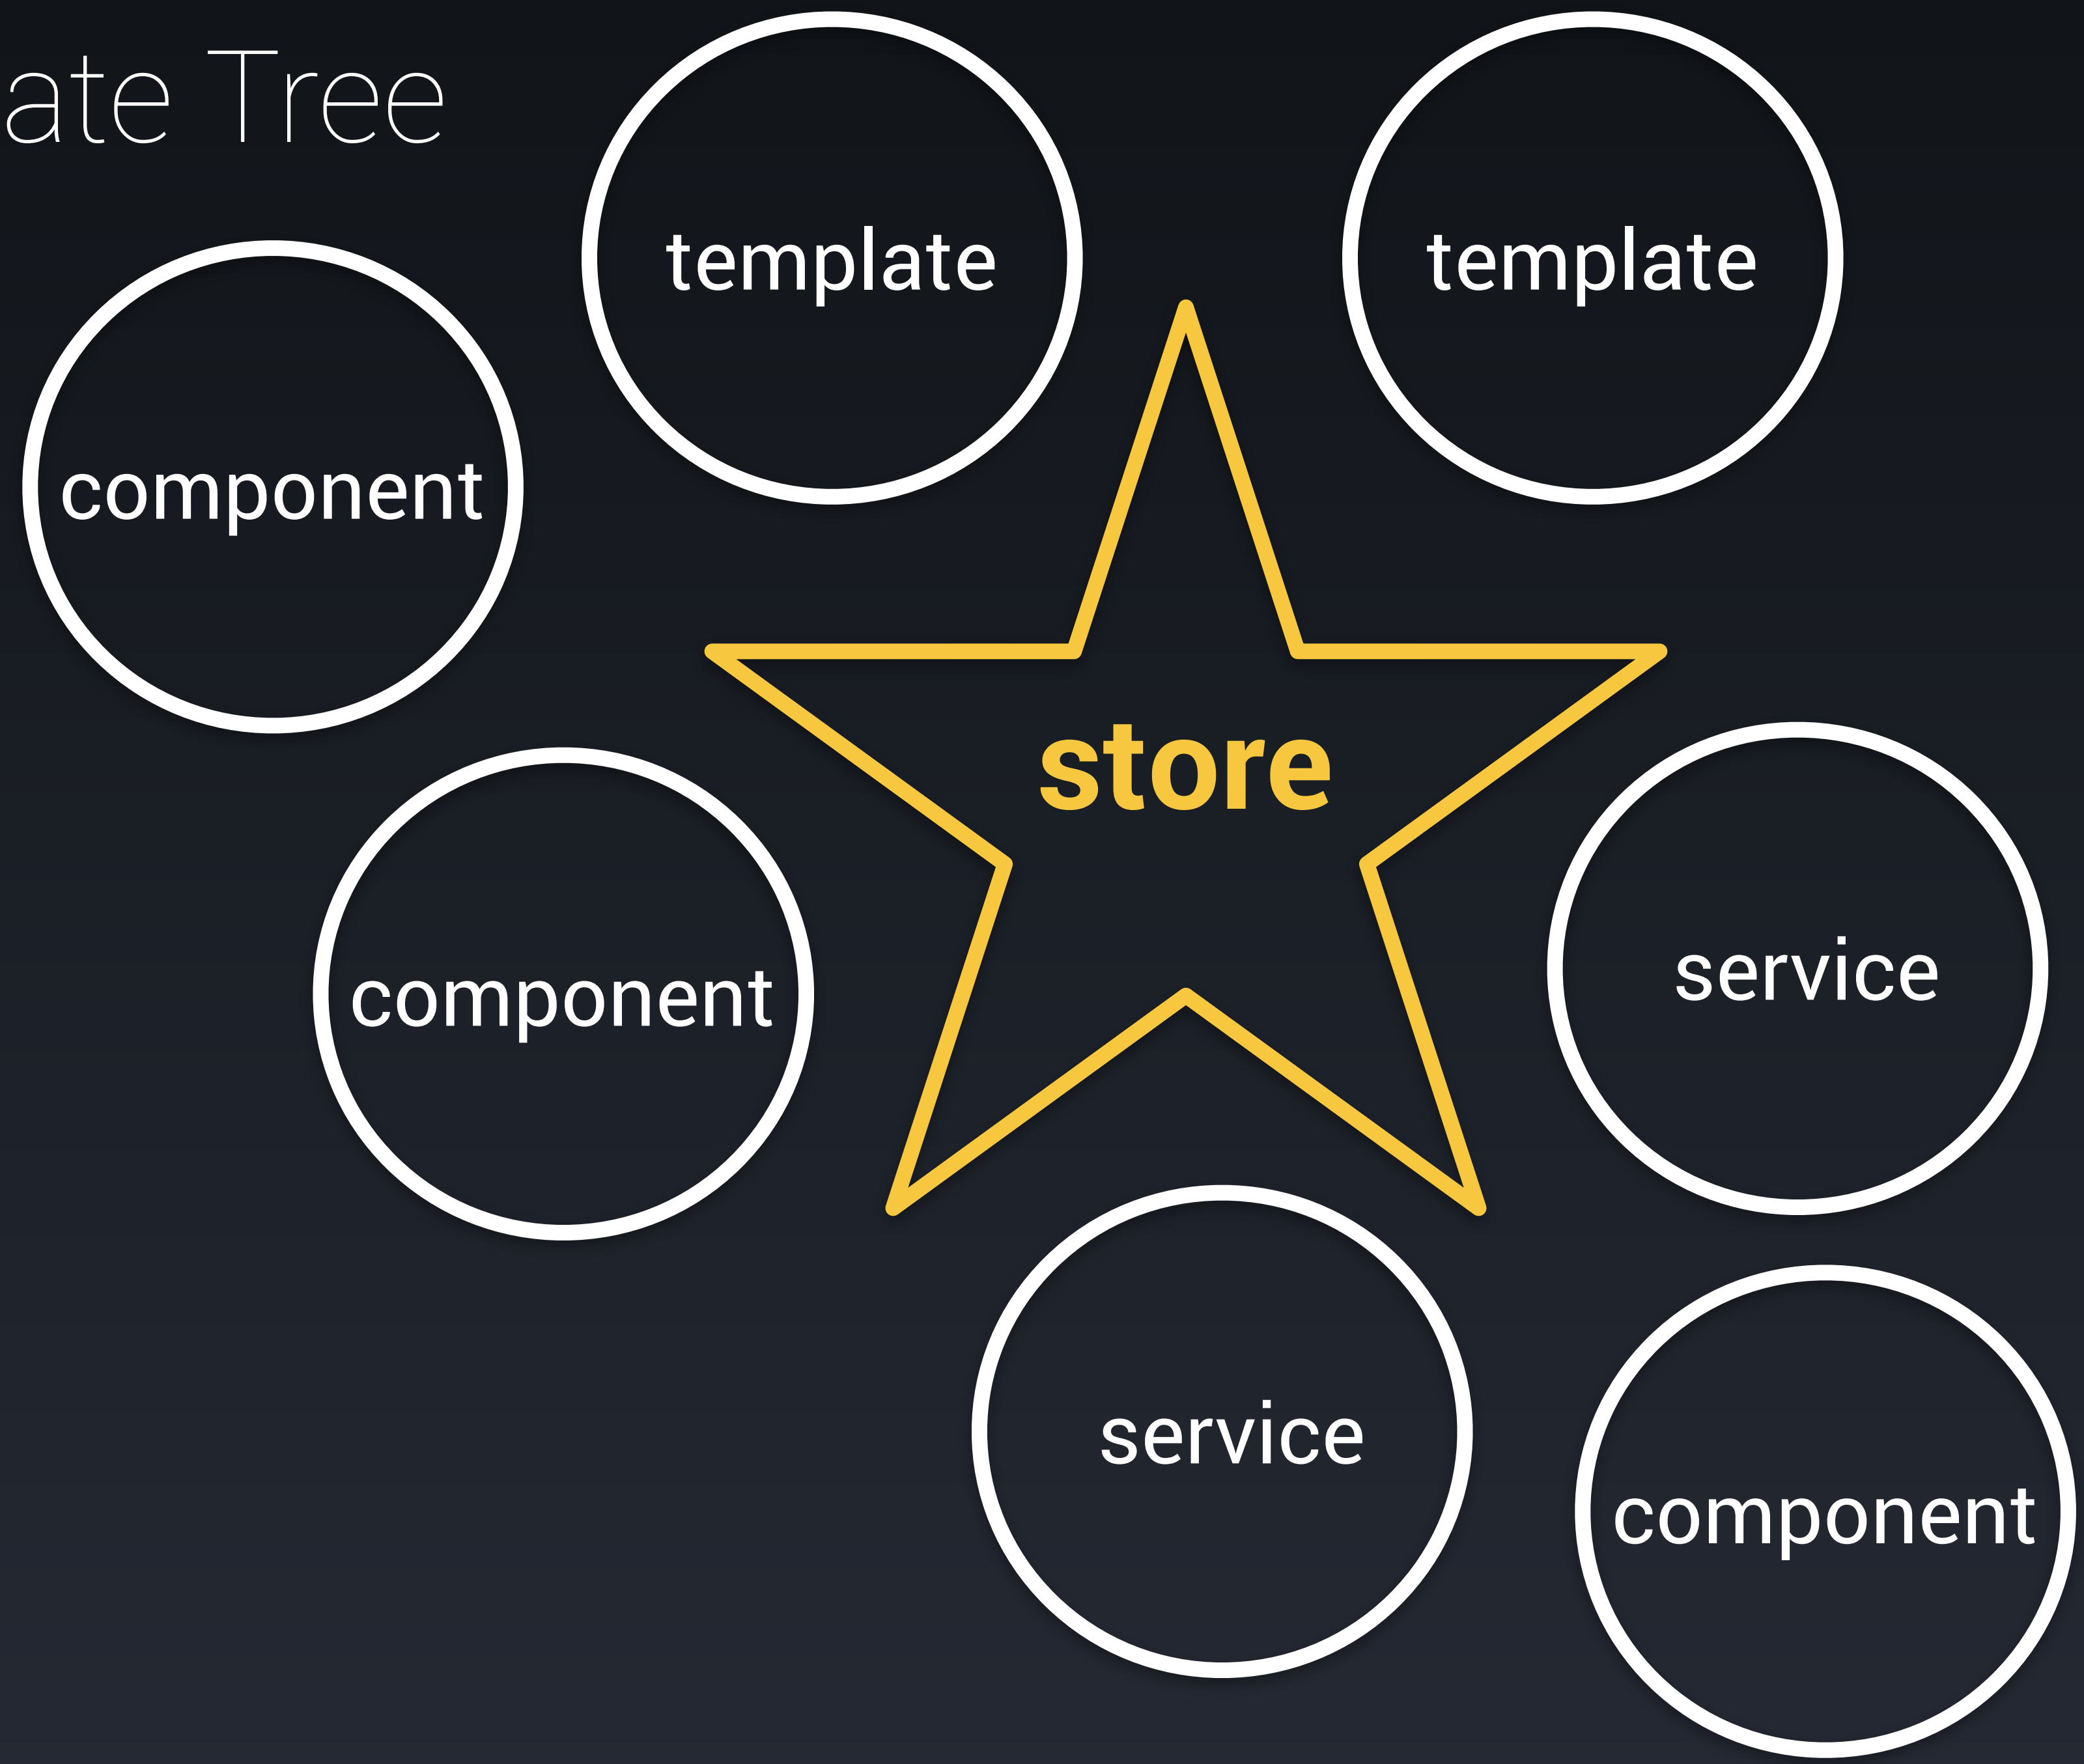 ate Tree
template
template
component
store
service
component
service
component